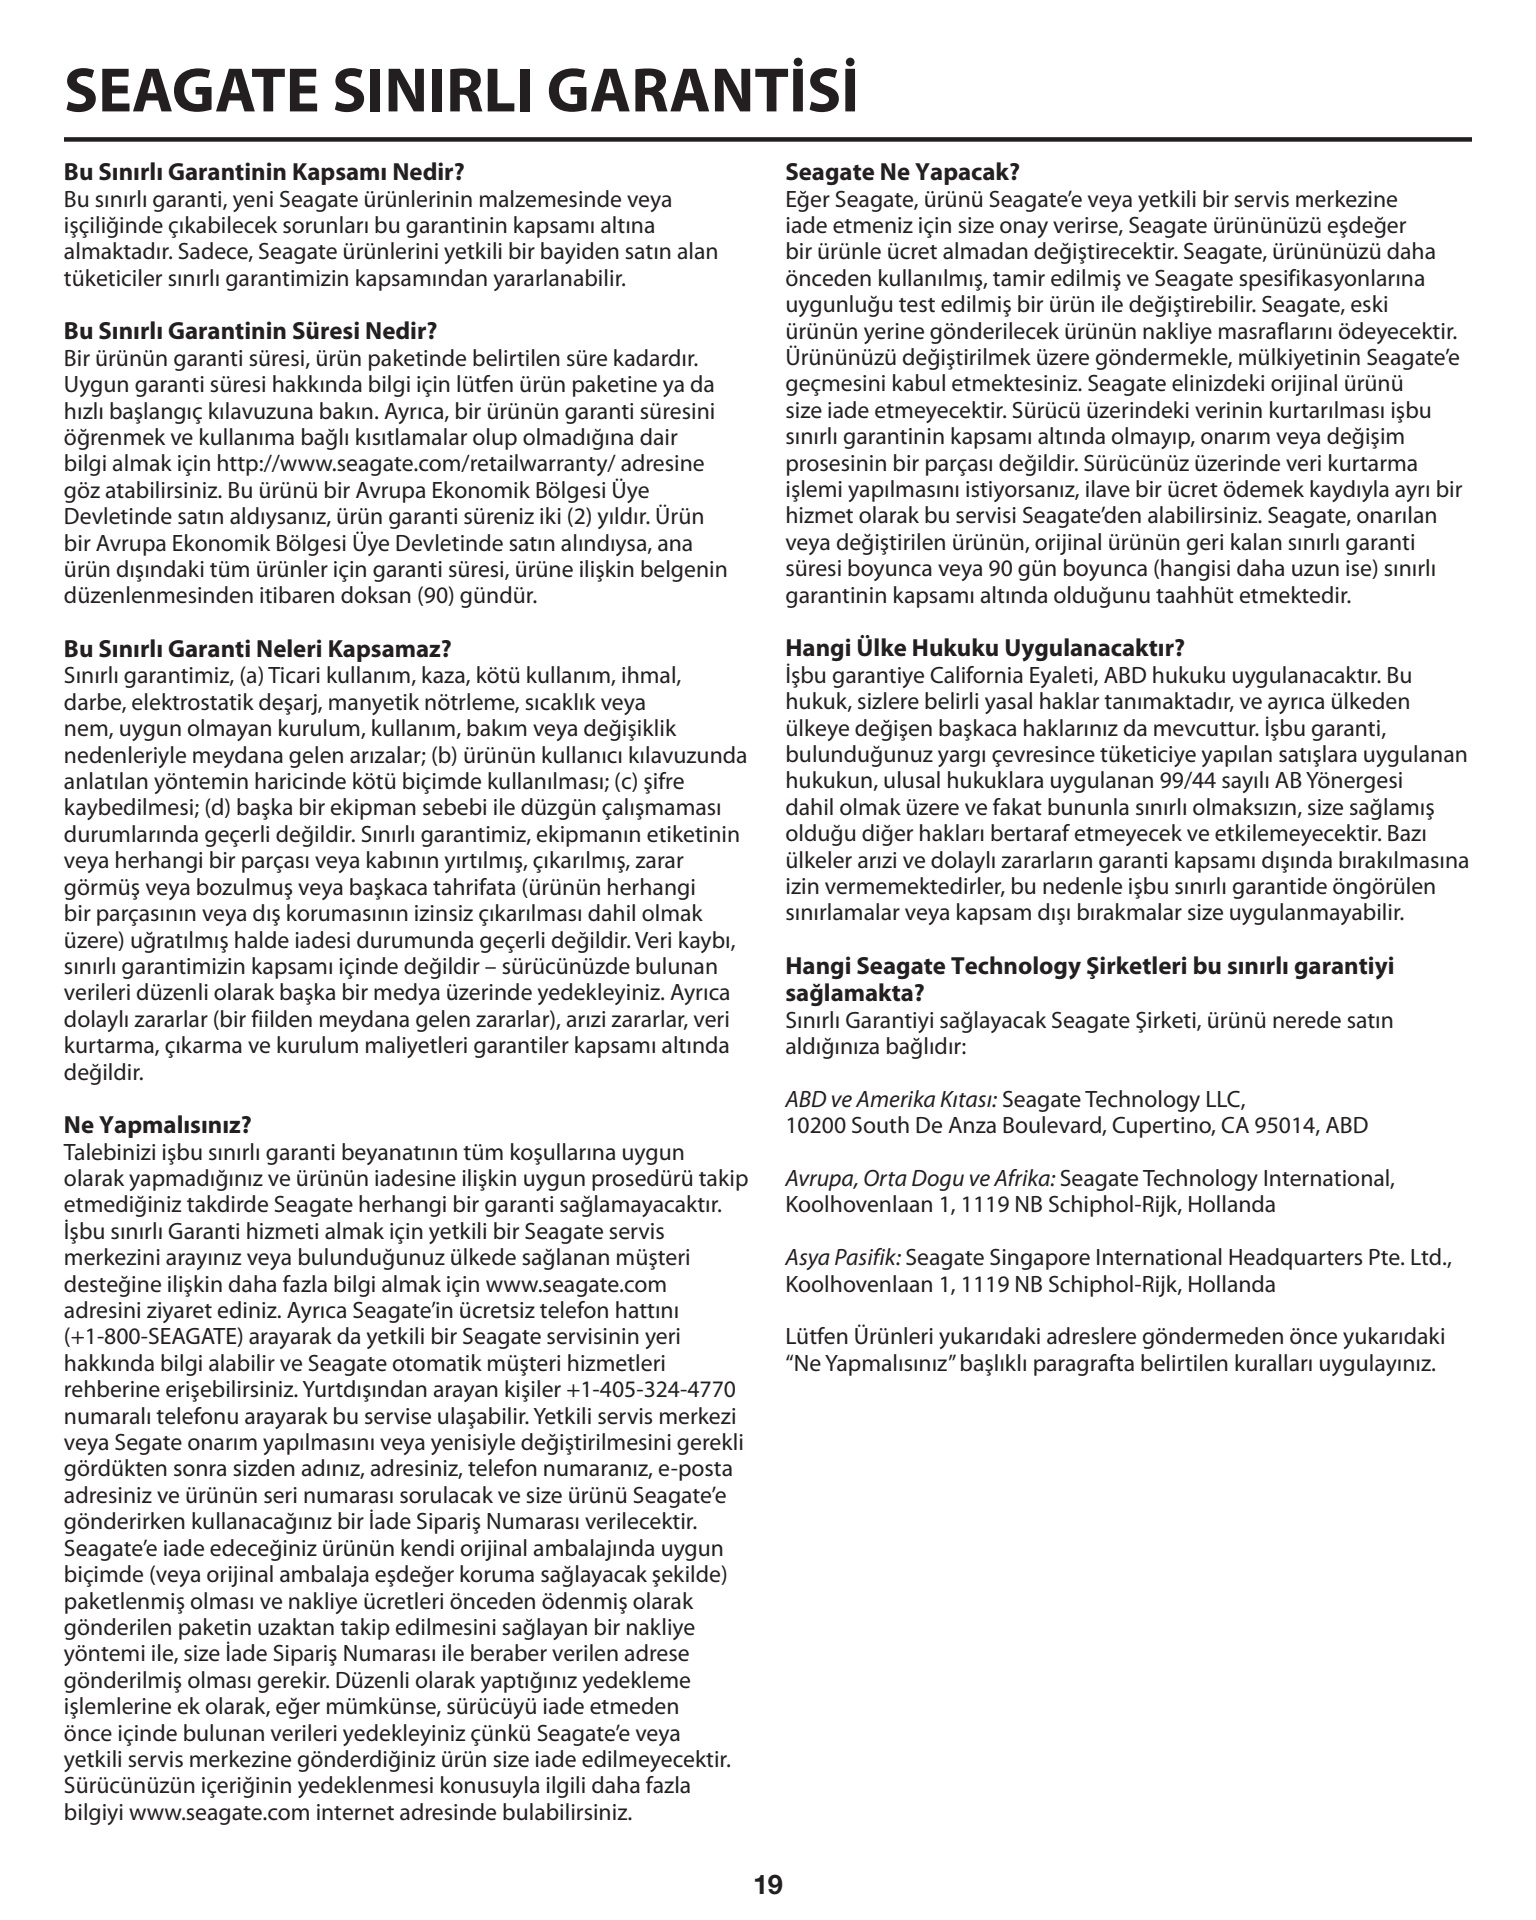 SEAGATE SINIRLI GARANTİSİ
Bu Sınırlı Garantinin Kapsamı Nedir?
Bu sınırlı garanti, yeni Seagate ürünlerinin malzemesinde veya
işçiliğinde çıkabilecek sorunları bu garantinin kapsamı altına
almaktadır. Sadece, Seagate ürünlerini yetkili bir bayiden satın alan
tüketiciler sınırlı garantimizin kapsamından yararlanabilir.
Bu Sınırlı Garantinin Süresi Nedir?
Bir ürünün garanti süresi, ürün paketinde belirtilen süre kadardır.
Uygun garanti süresi hakkında bilgi için lütfen ürün paketine ya da
hızlı başlangıç kılavuzuna bakın. Ayrıca, bir ürünün garanti süresini
öğrenmek ve kullanıma bağlı kısıtlamalar olup olmadığına dair
bilgi almak için http://www.seagate.com/retailwarranty/ adresine
göz atabilirsiniz. Bu ürünü bir Avrupa Ekonomik Bölgesi Üye
Devletinde satın aldıysanız, ürün garanti süreniz iki (2) yıldır. Ürün
bir Avrupa Ekonomik Bölgesi Üye Devletinde satın alındıysa, ana
ürün dışındaki tüm ürünler için garanti süresi, ürüne ilişkin belgenin
düzenlenmesinden itibaren doksan (90) gündür.
Bu Sınırlı Garanti Neleri Kapsamaz?
Sınırlı garantimiz, (a) Ticari kullanım, kaza, kötü kullanım, ihmal,
darbe, elektrostatik deşarj, manyetik nötrleme, sıcaklık veya
nem, uygun olmayan kurulum, kullanım, bakım veya değişiklik
nedenleriyle meydana gelen arızalar; (b) ürünün kullanıcı kılavuzunda
anlatılan yöntemin haricinde kötü biçimde kullanılması; (c) şifre
kaybedilmesi; (d) başka bir ekipman sebebi ile düzgün çalışmaması
durumlarında geçerli değildir. Sınırlı garantimiz, ekipmanın etiketinin
veya herhangi bir parçası veya kabının yırtılmış, çıkarılmış, zarar
görmüş veya bozulmuş veya başkaca tahrifata (ürünün herhangi
bir parçasının veya dış korumasının izinsiz çıkarılması dahil olmak
üzere) uğratılmış halde iadesi durumunda geçerli değildir. Veri kaybı,
sınırlı garantimizin kapsamı içinde değildir – sürücünüzde bulunan
verileri düzenli olarak başka bir medya üzerinde yedekleyiniz. Ayrıca
dolaylı zararlar (bir fiilden meydana gelen zararlar), arızi zararlar, veri
kurtarma, çıkarma ve kurulum maliyetleri garantiler kapsamı altında
değildir.
Ne Yapmalısınız?
Talebinizi işbu sınırlı garanti beyanatının tüm koşullarına uygun
olarak yapmadığınız ve ürünün iadesine ilişkin uygun prosedürü takip
etmediğiniz takdirde Seagate herhangi bir garanti sağlamayacaktır.
İşbu sınırlı Garanti hizmeti almak için yetkili bir Seagate servis
merkezini arayınız veya bulunduğunuz ülkede sağlanan müşteri
desteğine ilişkin daha fazla bilgi almak için www.seagate.com
adresini ziyaret ediniz. Ayrıca Seagate’in ücretsiz telefon hattını
(+1-800-SEAGATE) arayarak da yetkili bir Seagate servisinin yeri
hakkında bilgi alabilir ve Seagate otomatik müşteri hizmetleri
rehberine erişebilirsiniz. Yurtdışından arayan kişiler +1-405-324-4770
numaralı telefonu arayarak bu servise ulaşabilir. Yetkili servis merkezi
veya Segate onarım yapılmasını veya yenisiyle değiştirilmesini gerekli
gördükten sonra sizden adınız, adresiniz, telefon numaranız, e-posta
adresiniz ve ürünün seri numarası sorulacak ve size ürünü Seagate’e
gönderirken kullanacağınız bir İade Sipariş Numarası verilecektir.
Seagate’e iade edeceğiniz ürünün kendi orijinal ambalajında uygun
biçimde (veya orijinal ambalaja eşdeğer koruma sağlayacak şekilde)
paketlenmiş olması ve nakliye ücretleri önceden ödenmiş olarak
gönderilen paketin uzaktan takip edilmesini sağlayan bir nakliye
yöntemi ile, size İade Sipariş Numarası ile beraber verilen adrese
gönderilmiş olması gerekir. Düzenli olarak yaptığınız yedekleme
işlemlerine ek olarak, eğer mümkünse, sürücüyü iade etmeden
önce içinde bulunan verileri yedekleyiniz çünkü Seagate’e veya
yetkili servis merkezine gönderdiğiniz ürün size iade edilmeyecektir.
Sürücünüzün içeriğinin yedeklenmesi konusuyla ilgili daha fazla
bilgiyi www.seagate.com internet adresinde bulabilirsiniz.
Seagate Ne Yapacak?
Eğer Seagate, ürünü Seagate’e veya yetkili bir servis merkezine
iade etmeniz için size onay verirse, Seagate ürününüzü eşdeğer
bir ürünle ücret almadan değiştirecektir. Seagate, ürününüzü daha
önceden kullanılmış, tamir edilmiş ve Seagate spesifikasyonlarına
uygunluğu test edilmiş bir ürün ile değiştirebilir. Seagate, eski
ürünün yerine gönderilecek ürünün nakliye masraflarını ödeyecektir.
Ürününüzü değiştirilmek üzere göndermekle, mülkiyetinin Seagate’e
geçmesini kabul etmektesiniz. Seagate elinizdeki orijinal ürünü
size iade etmeyecektir. Sürücü üzerindeki verinin kurtarılması işbu
sınırlı garantinin kapsamı altında olmayıp, onarım veya değişim
prosesinin bir parçası değildir. Sürücünüz üzerinde veri kurtarma
işlemi yapılmasını istiyorsanız, ilave bir ücret ödemek kaydıyla ayrı bir
hizmet olarak bu servisi Seagate’den alabilirsiniz. Seagate, onarılan
veya değiştirilen ürünün, orijinal ürünün geri kalan sınırlı garanti
süresi boyunca veya 90 gün boyunca (hangisi daha uzun ise) sınırlı
garantinin kapsamı altında olduğunu taahhüt etmektedir.
Hangi Ülke Hukuku Uygulanacaktır?
İşbu garantiye California Eyaleti, ABD hukuku uygulanacaktır. Bu
hukuk, sizlere belirli yasal haklar tanımaktadır, ve ayrıca ülkeden
ülkeye değişen başkaca haklarınız da mevcuttur. İşbu garanti,
bulunduğunuz yargı çevresince tüketiciye yapılan satışlara uygulanan
hukukun, ulusal hukuklara uygulanan 99/44 sayılı AB Yönergesi
dahil olmak üzere ve fakat bununla sınırlı olmaksızın, size sağlamış
olduğu diğer hakları bertaraf etmeyecek ve etkilemeyecektir. Bazı
ülkeler arızi ve dolaylı zararların garanti kapsamı dışında bırakılmasına
izin vermemektedirler, bu nedenle işbu sınırlı garantide öngörülen
sınırlamalar veya kapsam dışı bırakmalar size uygulanmayabilir.
Hangi Seagate Technology Şirketleri bu sınırlı garantiyi
sağlamakta?
Sınırlı Garantiyi sağlayacak Seagate Şirketi, ürünü nerede satın
aldığınıza bağlıdır:
ABD ve Amerika Kıtası: Seagate Technology LLC,
10200 South De Anza Boulevard, Cupertino, CA 95014, ABD
Avrupa, Orta Dogu ve Afrika: Seagate Technology International,
Koolhovenlaan 1, 1119 NB Schiphol-Rijk, Hollanda
Asya Pasifik: Seagate Singapore International Headquarters Pte. Ltd.,
Koolhovenlaan 1, 1119 NB Schiphol-Rijk, Hollanda
Lütfen Ürünleri yukarıdaki adreslere göndermeden önce yukarıdaki
“Ne Yapmalısınız” başlıklı paragrafta belirtilen kuralları uygulayınız.
19